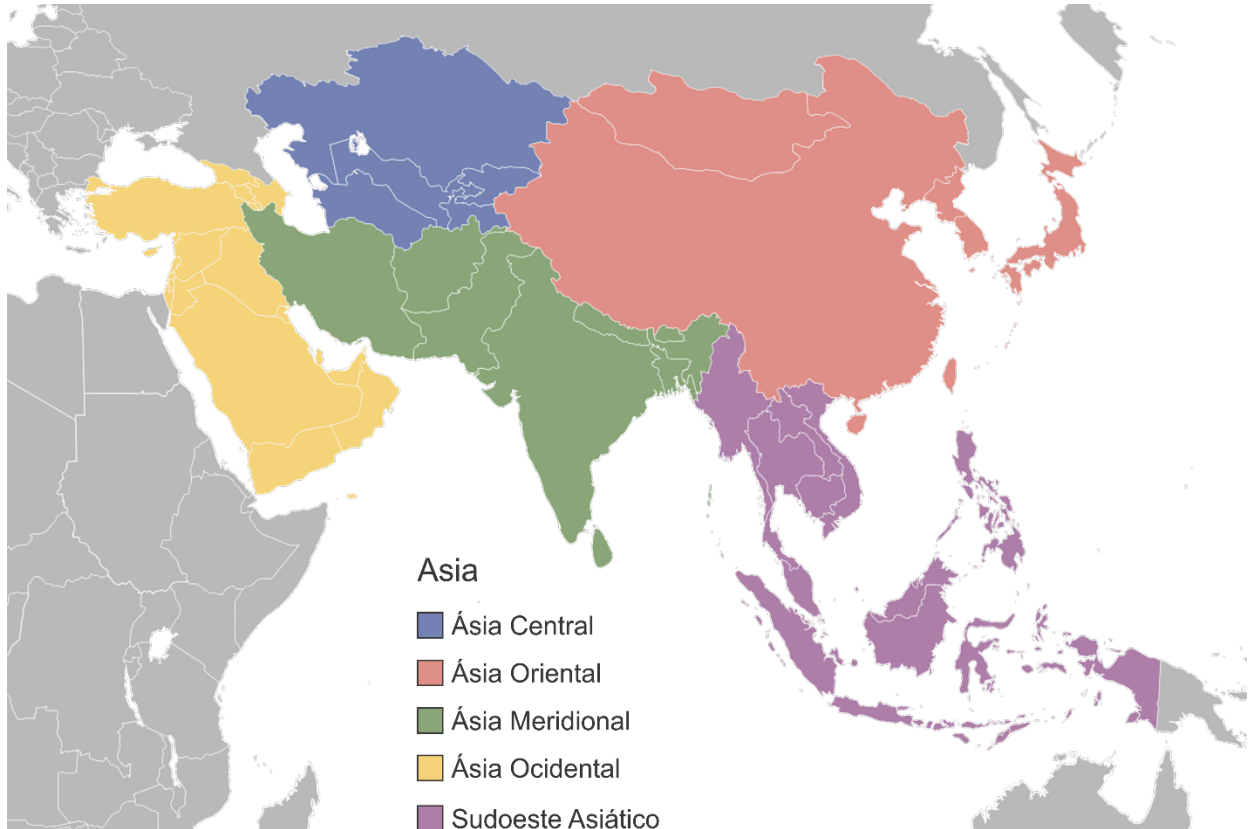 Asia
Ásia Central
Ásia Oriental
Ásia Meridional
Ásia Ocidental
Sudoeste Asiático